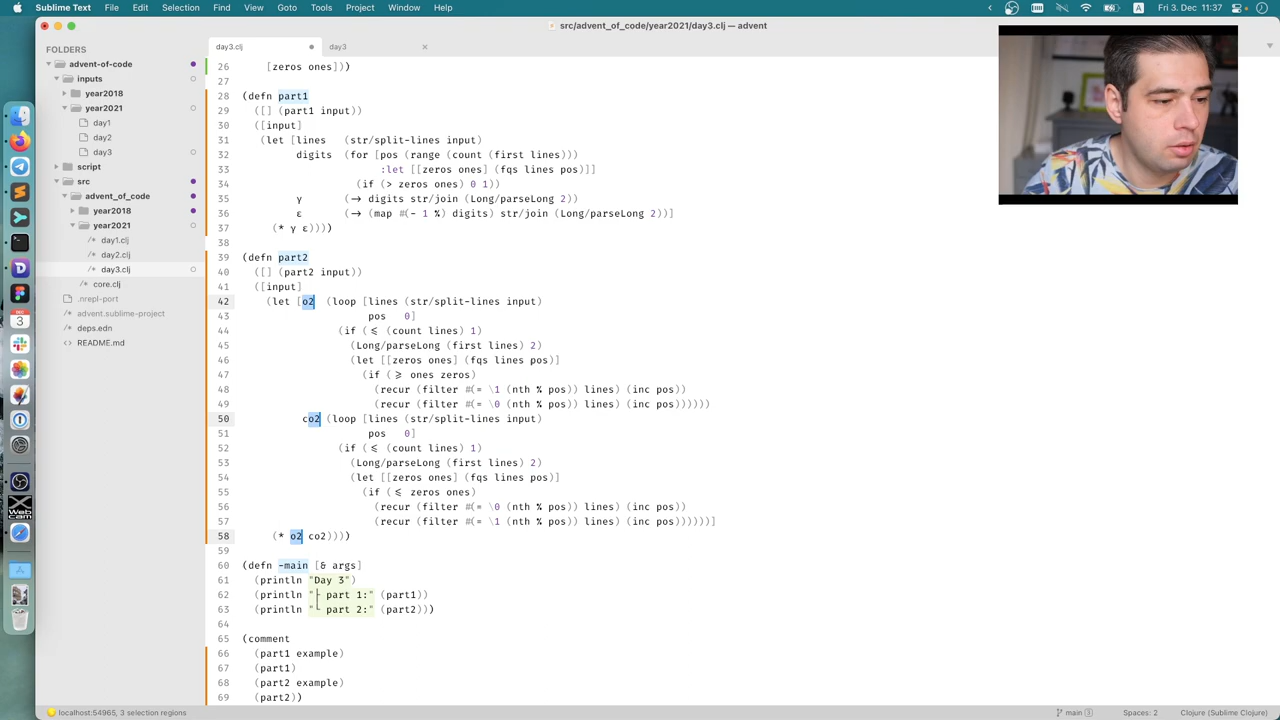 Sublime Text File Edit Selection Find View Goto Tools Project Window Help Fri 3. Dec 11:37
src/advent_of_code/year2021/day3.clj — advent
FOLDERS
advent-of-code
inputs
year2018
year2021
day1
day2
day3
script
src
advent_of_code
year2018
year2021
day1.clj
day2.clj
day3.clj
core.clj
.nrepl-port
advent.sublime-project
deps.edn
README.md
day3.clj day3
26 [zeros ones]))
27
28 (defn part1
29 ([] (part1 input))
30 ([input]
31 (let [lines (str/split-lines input)
32 digits (for [pos (range (count (first lines)))
33 :let [[zeros ones] (fqs lines pos)]]
34 (if (> zeros ones) 0 1))
35 γ (-> digits str/join (Long/parseLong 2))
36 ε (-> (map #(- 1 %) digits) str/join (Long/parseLong 2))]
37 (* γ ε))))
38
39 (defn part2
40 ([] (part2 input))
41 ([input]
42 (let [o2 (loop [lines (str/split-lines input)
43 pos 0]
44 (if (<= (count lines) 1)
45 (Long/parseLong (first lines) 2)
46 (let [[zeros ones] (fqs lines pos)]
47 (if (>= ones zeros)
48 (recur (filter #(= \1 (nth % pos)) lines) (inc pos))
49 (recur (filter #(= \0 (nth % pos)) lines) (inc pos))))))
50 co2 (loop [lines (str/split-lines input)
51 pos 0]
52 (if (<= (count lines) 1)
53 (Long/parseLong (first lines) 2)
54 (let [[zeros ones] (fqs lines pos)]
55 (if (<= zeros ones)
56 (recur (filter #(= \0 (nth % pos)) lines) (inc pos))
57 (recur (filter #(= \1 (nth % pos)) lines) (inc pos))))))]
58 (* o2 co2))))
59
60 (defn -main [& args]
61 (println "Day 3")
62 (println "├ part 1:" (part1))
63 (println "└ part 2:" (part2)))
64
65 (comment
66 (part1 example)
67 (part1)
68 (part2 example)
69 (part2))
localhost:54965, 3 selection regions main 3 Spaces: 2 Clojure (Sublime Clojure)